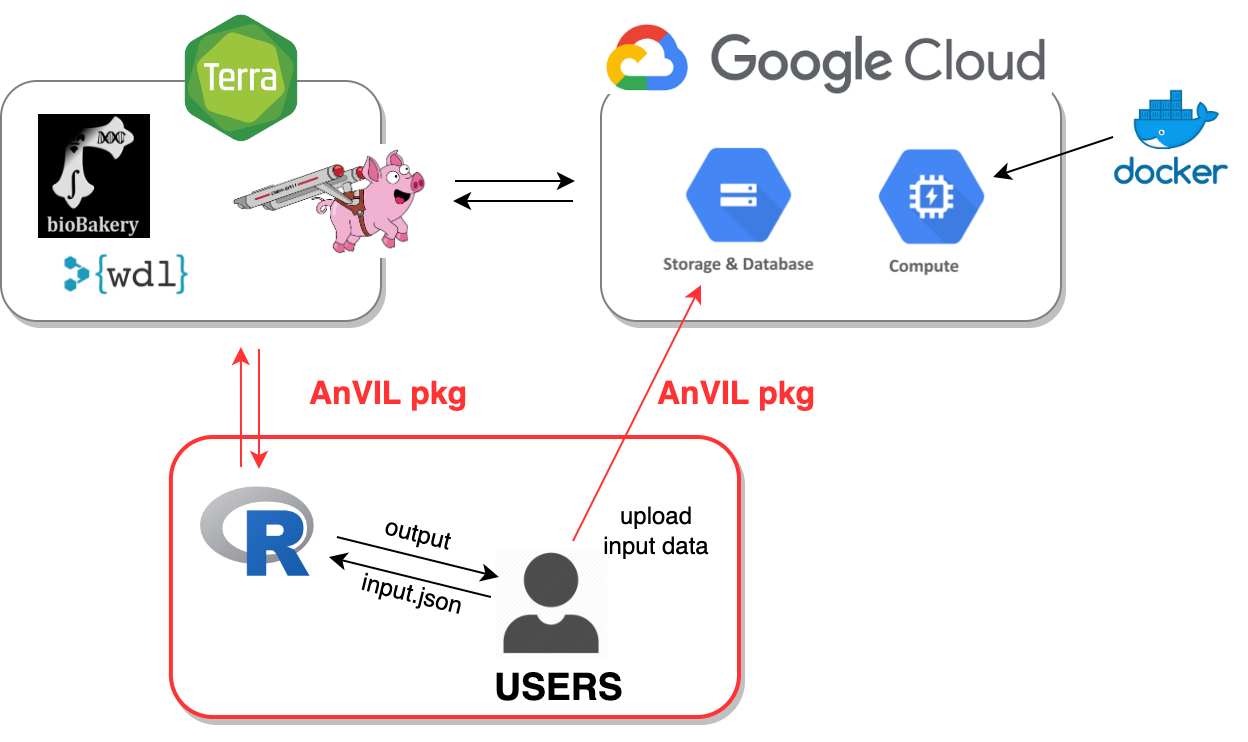 Terra
Google Cloud
bioBakery
{wdl}
docker
Storage & Database
Compute
AnVIL pkg
AnVIL pkg
R
output
input.json
upload
input data
USERS